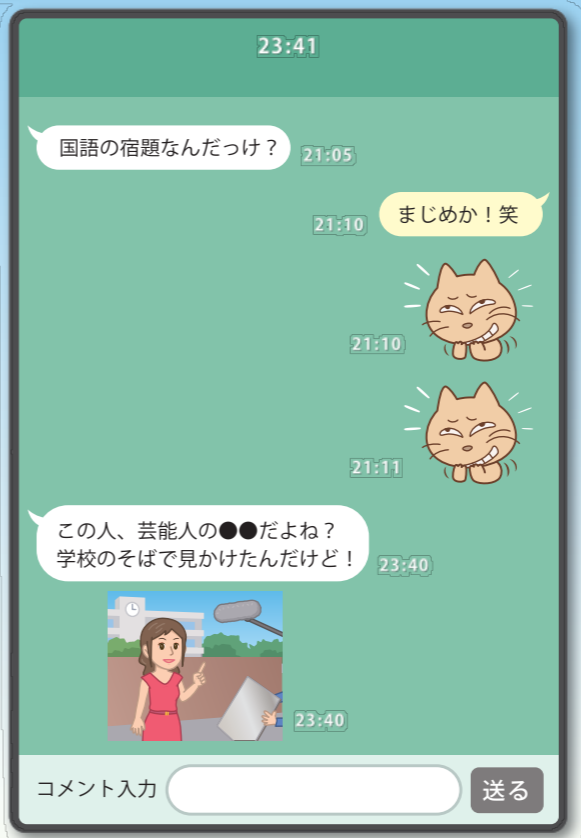 23:41
国語の宿題なんだっけ？
21:05
まじめか！笑
21:10
21:10
21:11
この人、芸能人の●●だよね？
学校のそばで見かけたんだけど！
23:40
23:40
コメント入力
送る